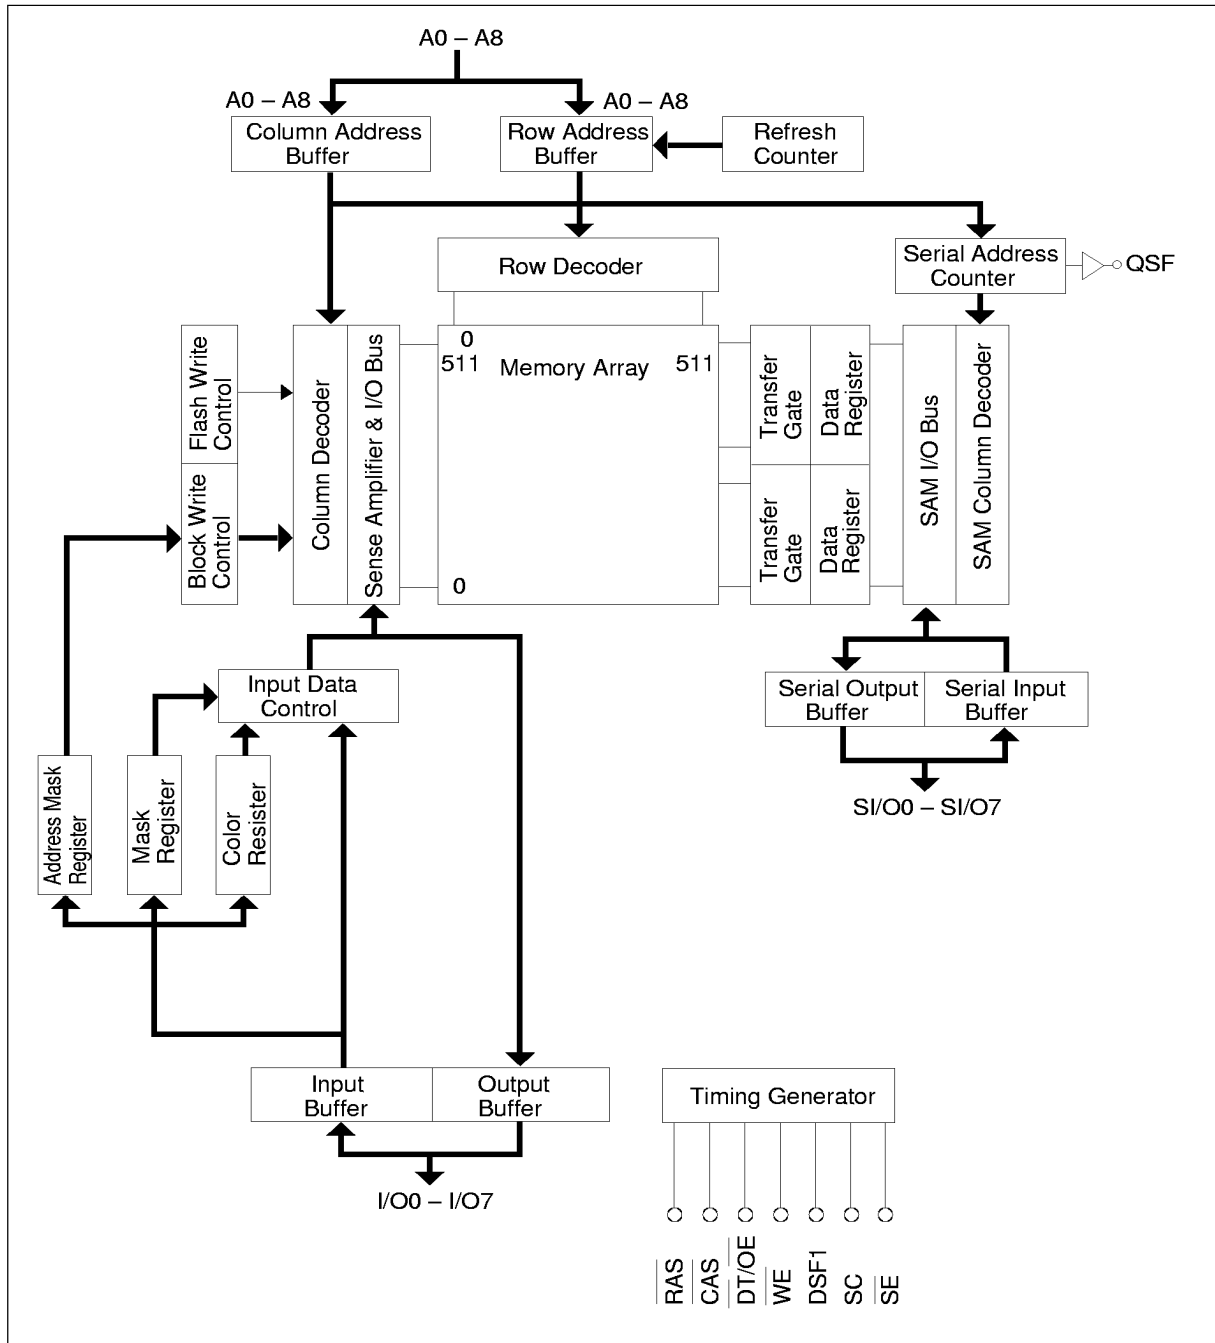 A0 – A8
A0 – A8
A0 – A8
Column Address
Buffer
Row Address
Buffer
Refresh
Counter
Row Decoder
Serial Address
Counter
QSF
Flash Write
Control
Block Write
Control
Column Decoder
Sense Amplifier & I/O Bus
0
511
Memory Array
511
0
Transfer
Gate
Data
Register
Transfer
Gate
Data
Register
SAM I/O Bus
SAM Column Decoder
Input Data
Control
Serial Output
Buffer
Serial Input
Buffer
SI/O0 – SI/O7
Address Mask
Register
Mask
Register
Color
Resister
Input
Buffer
Output
Buffer
I/O0 – I/O7
Timing Generator
RAS
CAS
DT/OE
WE
DSF1
SC
SE